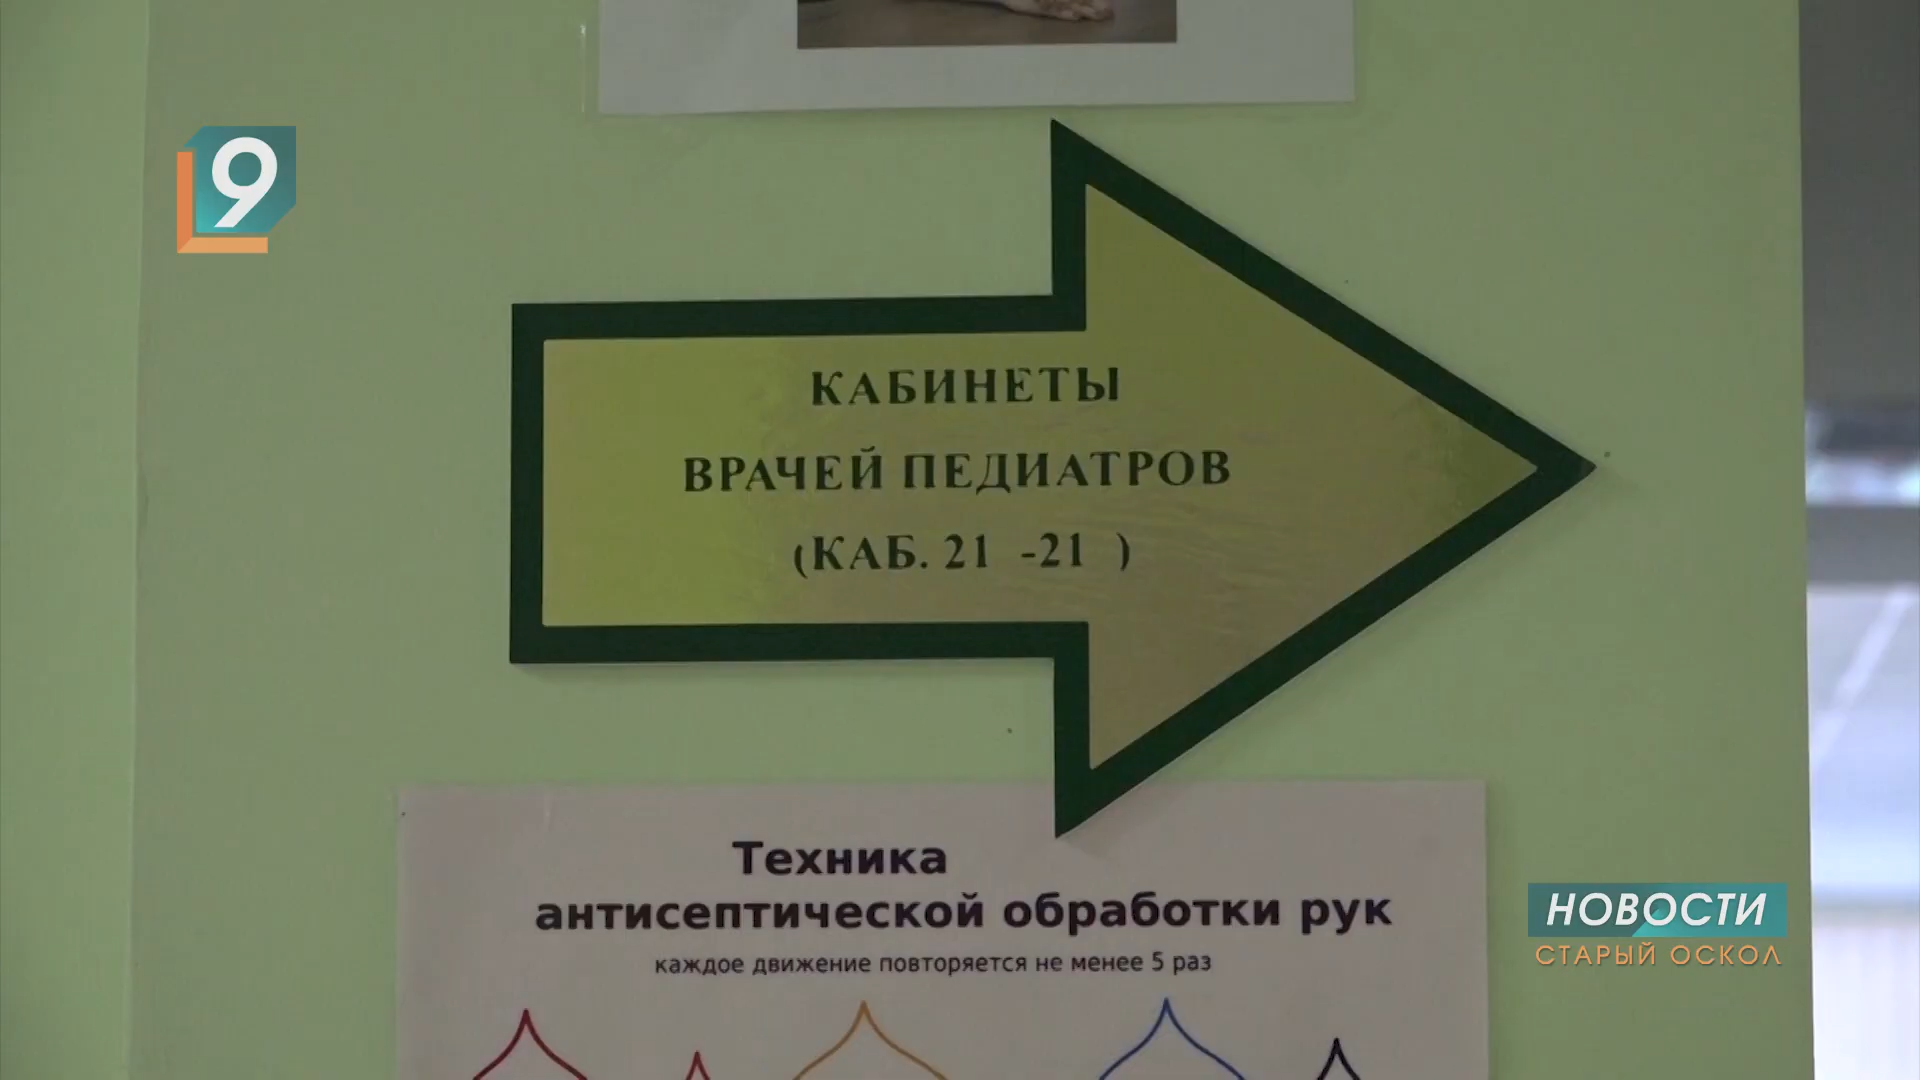 9
КАБИНЕТЫ
ВРАЧЕЙ ПЕДИАТРОВ
(КАБ. 21 -21 )
Техника
антисептической обработки рук
каждое движение повторяется не менее 5 раз
НОВОСТИ
СТАРЫЙ ОСКОЛ